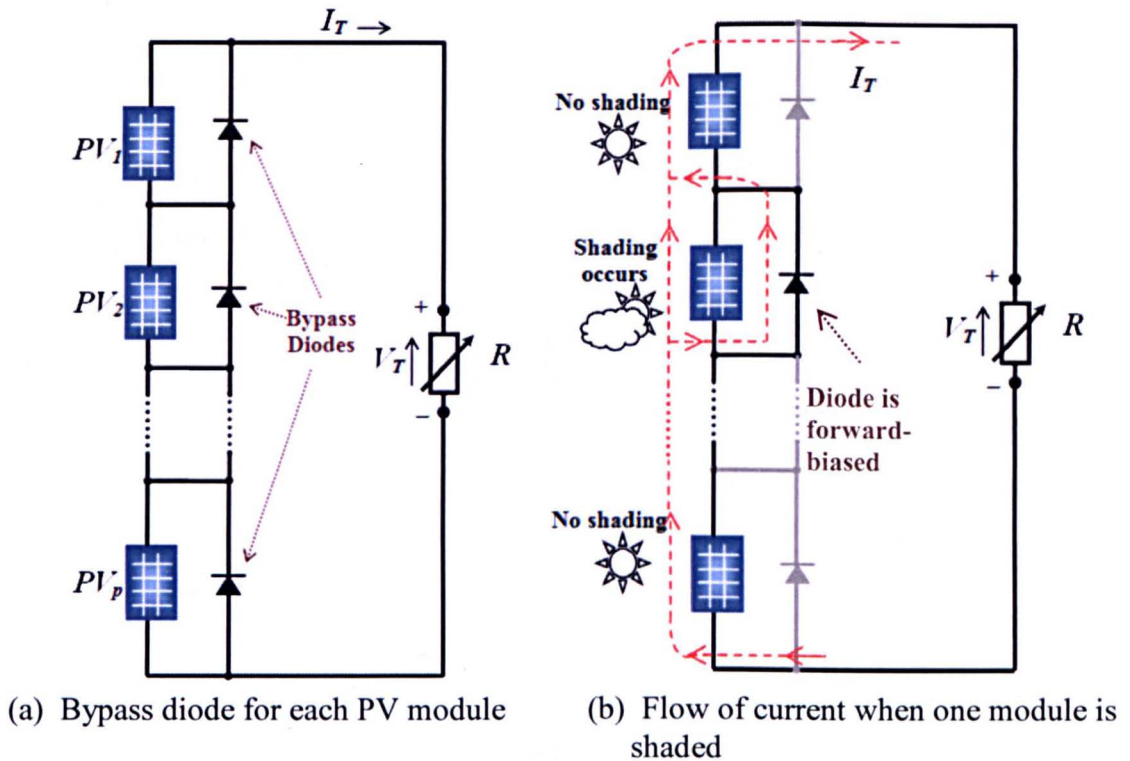 I_T →
PV_1
PV_2
Bypass
Diodes
+
V_T
R
−
PV_p
(a) Bypass diode for each PV module
I_T
No shading
Shading
occurs
+
V_T
R
−
Diode is
forward-
biased
No shading
(b) Flow of current when one module is
shaded